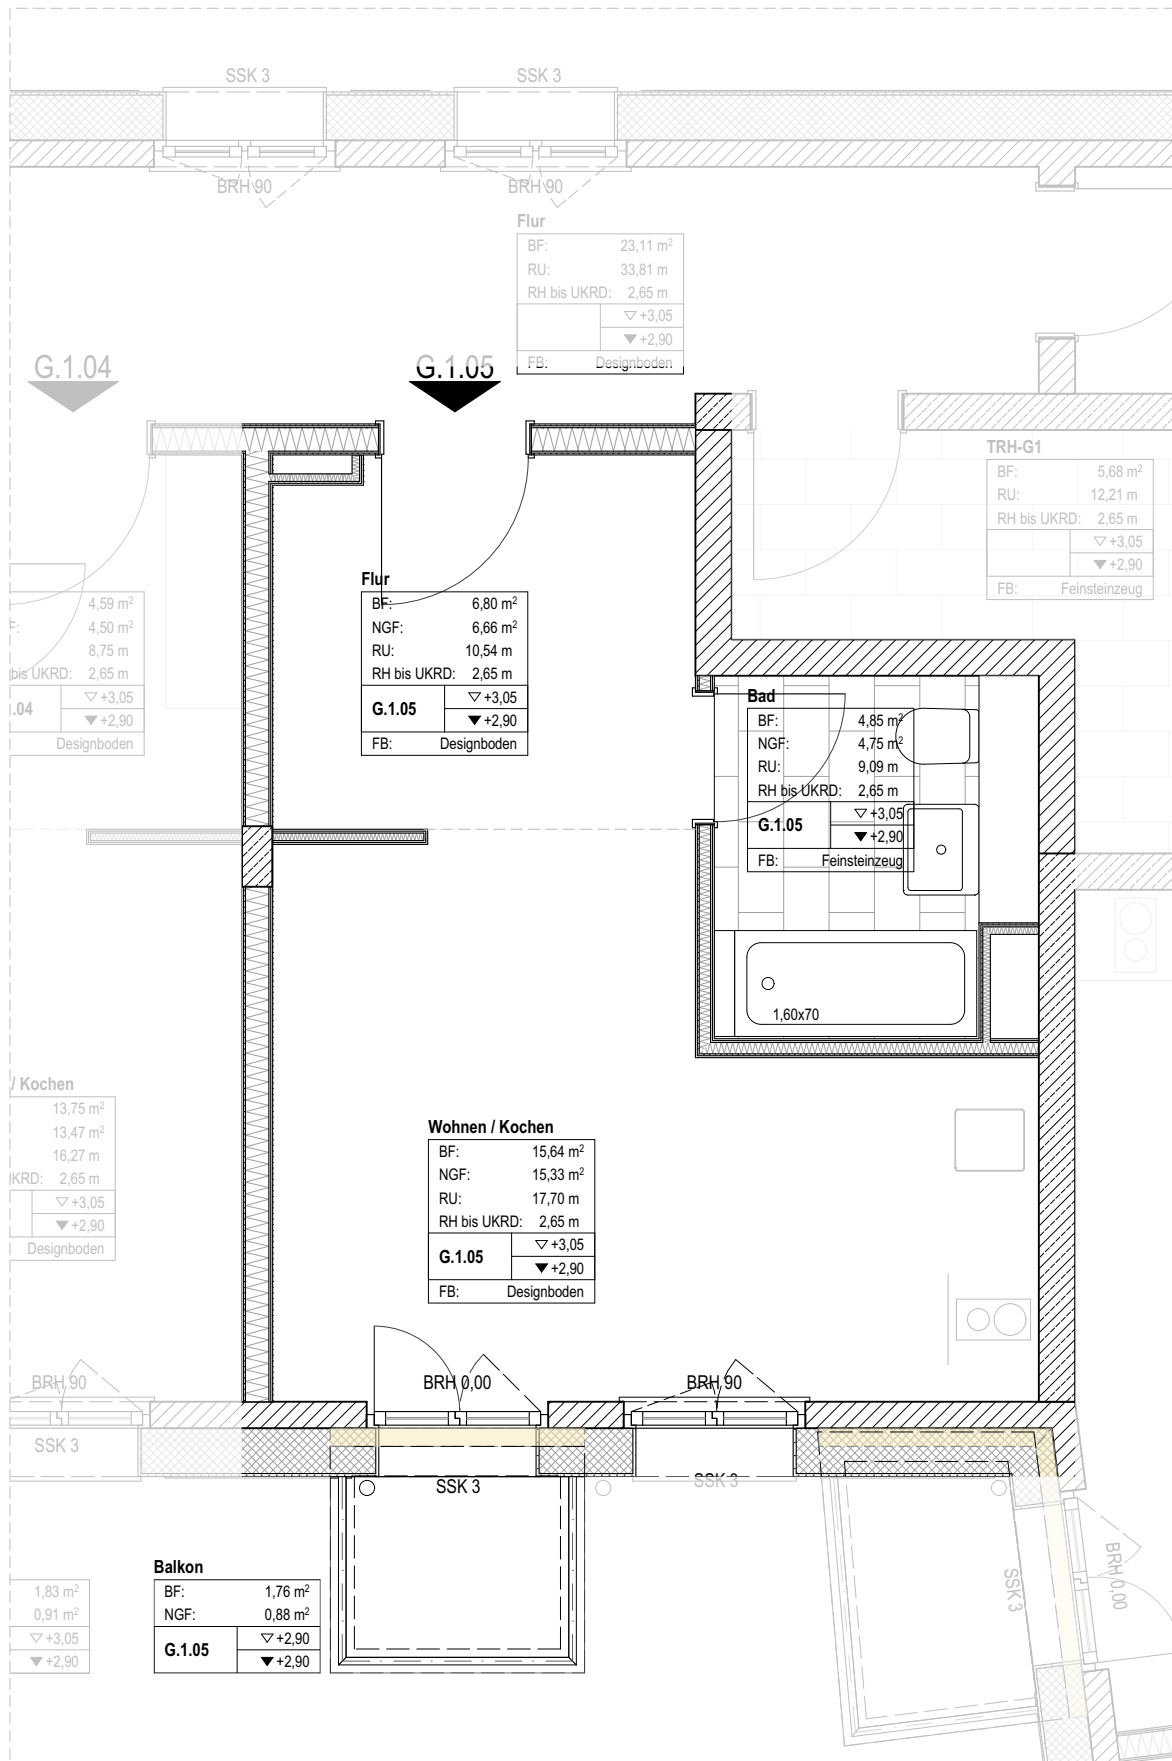 SSK 3
SSK 3
BRH 90
BRH 90
Flur
BF: 23,11 m²
RU: 33,81 m
RH bis UKRD: 2,65 m
▽ +3,05
▼ +2,90
FB: Designboden
G.1.04
G.1.05
TRH-G1
BF: 5,68 m²
RU: 12,21 m
RH bis UKRD: 2,65 m
▽ +3,05
▼ +2,90
FB: Feinsteinzeug
Flur
BF: 6,80 m²
NGF: 6,66 m²
RU: 10,54 m
RH bis UKRD: 2,65 m
G.1.05
▽ +3,05
▼ +2,90
FB: Designboden
4,59 m²
F: 4,50 m²
8,75 m
bis UKRD: 2,65 m
.04
▽ +3,05
▼ +2,90
Designboden
Bad
BF: 4,85 m²
NGF: 4,75 m²
RU: 9,09 m
RH bis UKRD: 2,65 m
G.1.05
▽ +3,05
▼ +2,90
FB: Feinsteinzeug
1,60x70
/ Kochen
13,75 m²
13,47 m²
16,27 m
KRD: 2,65 m
▽ +3,05
▼ +2,90
Designboden
Wohnen / Kochen
BF: 15,64 m²
NGF: 15,33 m²
RU: 17,70 m
RH bis UKRD: 2,65 m
G.1.05
▽ +3,05
▼ +2,90
FB: Designboden
BRH 90
BRH 0,00
BRH 90
SSK 3
SSK 3
SSK 3
BRH 0,00
SSK 3
Balkon
BF: 1,76 m²
NGF: 0,88 m²
G.1.05
▽ +2,90
▼ +2,90
1,83 m²
0,91 m²
▽ +3,05
▼ +2,90